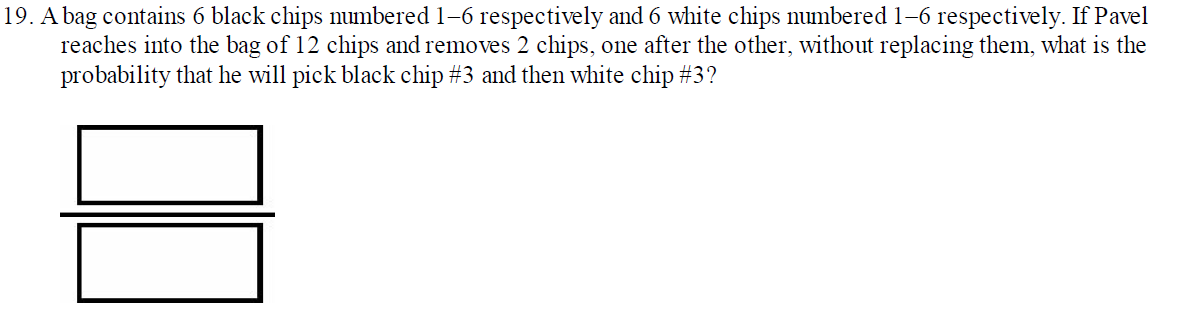 19. A bag contains 6 black chips numbered 1–6 respectively and 6 white chips numbered 1–6 respectively. If Pavel
reaches into the bag of 12 chips and removes 2 chips, one after the other, without replacing them, what is the
probability that he will pick black chip #3 and then white chip #3?